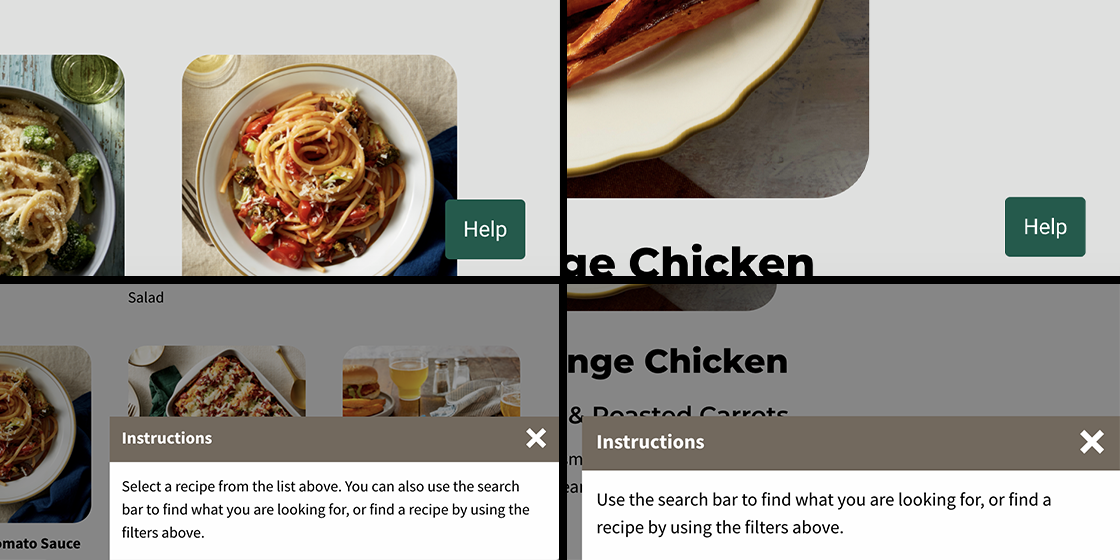 Help
ge Chicken
Help
Salad
Instructions
Select a recipe from the list above. You can also use the search
bar to find what you are looking for, or find a recipe by using the
filters above.
omato Sauce
nge Chicken
& Roasted Carrots
Instructions
Use the search bar to find what you are looking for, or find a
recipe by using the filters above.